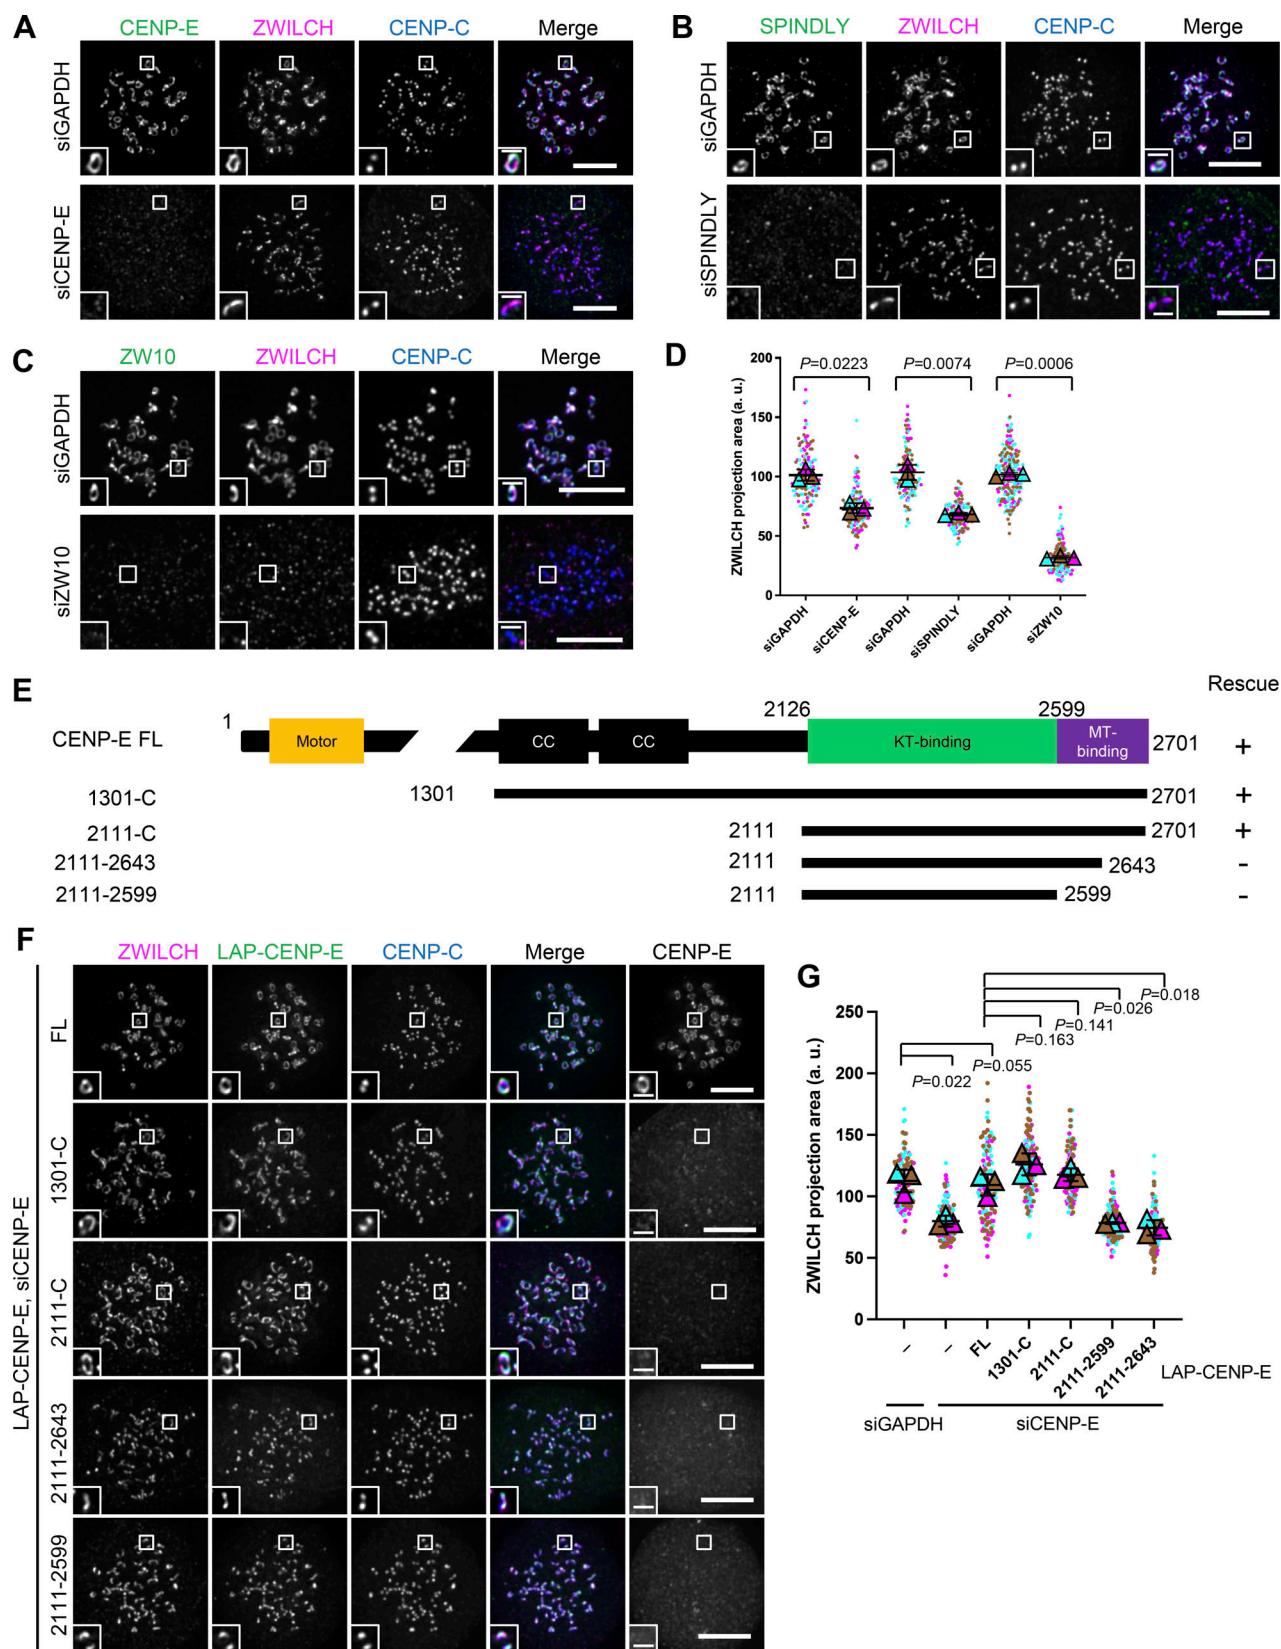 A
CENP-E ZWILCH CENP-C Merge
siGAPDH
siCENP-E
B
SPINDLY ZWILCH CENP-C Merge
siGAPDH
siSPINDLY
C
ZW10 ZWILCH CENP-C Merge
siGAPDH
siZW10
D
ZWILCH projection area (a. u.)
200
150
100
50
0
P=0.0223 P=0.0074 P=0.0006
siGAPDH siCENP-E siGAPDH siSPINDLY siGAPDH siZW10
E
Rescue
CENP-E FL 1 Motor CC CC 2126 KT-binding 2599 MT-binding 2701 +
1301-C 1301 2701 +
2111-C 2111 2701 +
2111-2643 2111 2643 -
2111-2599 2111 2599 -
F
ZWILCH LAP-CENP-E CENP-C Merge CENP-E
LAP-CENP-E, siCENP-E
FL
1301-C
2111-C
2111-2643
2111-2599
G
ZWILCH projection area (a. u.)
250
200
150
100
50
0
P=0.018
P=0.026
P=0.141
P=0.163
P=0.055
P=0.022
– – FL 1301-C 2111-C 2111-2599 2111-2643 LAP-CENP-E
siGAPDH siCENP-E